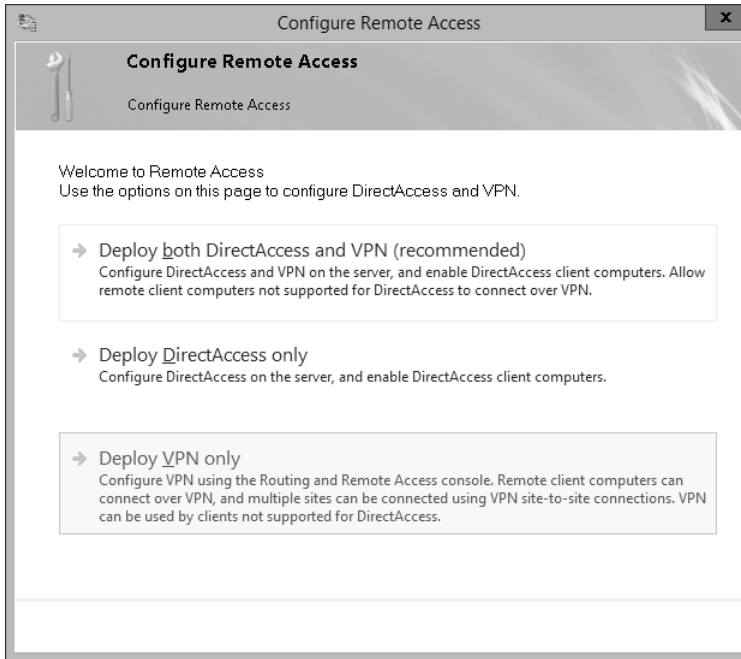 Configure Remote Access
x
Configure Remote Access
Configure Remote Access
Welcome to Remote Access
Use the options on this page to configure DirectAccess and VPN.
Deploy both DirectAccess and VPN (recommended)
Configure DirectAccess and VPN on the server, and enable DirectAccess client computers. Allow
remote client computers not supported for DirectAccess to connect over VPN.
Deploy DirectAccess only
Configure DirectAccess on the server, and enable DirectAccess client computers.
Deploy VPN only
Configure VPN using the Routing and Remote Access console. Remote client computers can
connect over VPN, and multiple sites can be connected using VPN site-to-site connections. VPN
can be used by clients not supported for DirectAccess.